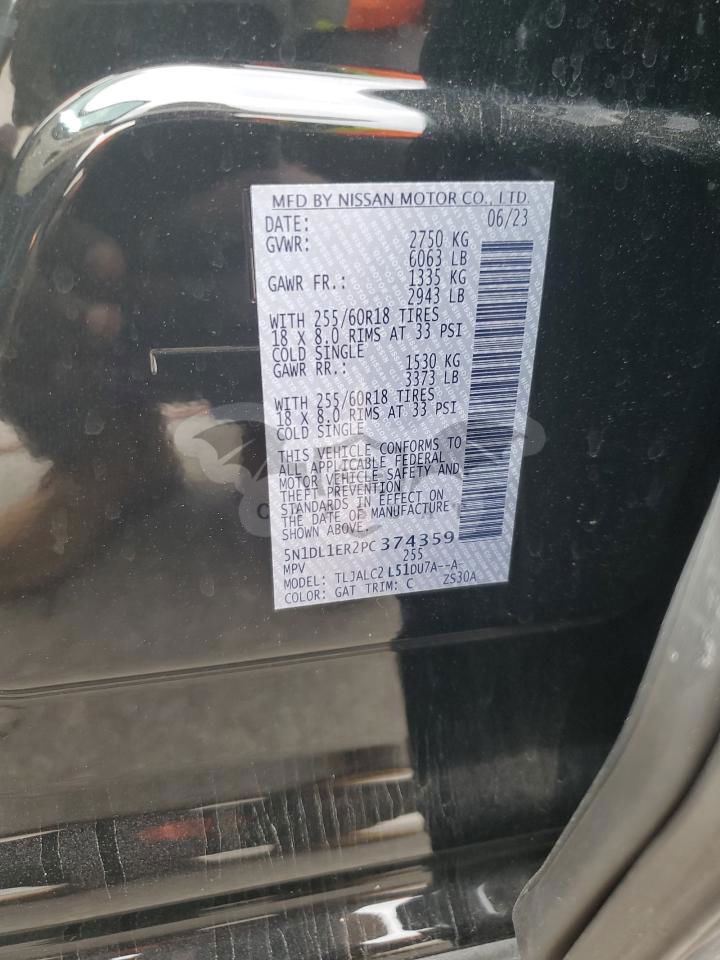 MFD BY NISSAN MOTOR CO., LTD.
DATE: 06/23
GVWR: 2750 KG
6063 LB
GAWR FR.: 1335 KG
2943 LB
WITH 255/60R18 TIRES
18 X 8.0 RIMS AT 33 PSI
COLD SINGLE
GAWR RR.: 1530 KG
3373 LB
WITH 255/60R18 TIRES
18 X 8.0 RIMS AT 33 PSI
COLD SINGLE
THIS VEHICLE CONFORMS TO
ALL APPLICABLE FEDERAL
MOTOR VEHICLE SAFETY AND
THEFT PREVENTION
STANDARDS IN EFFECT ON
THE DATE OF MANUFACTURE
SHOWN ABOVE.
5N1DL1ER2PC374359
MPV 255
MODEL: TLJALC2 L51DU7A--A-
COLOR: GAT TRIM: C ZS30A